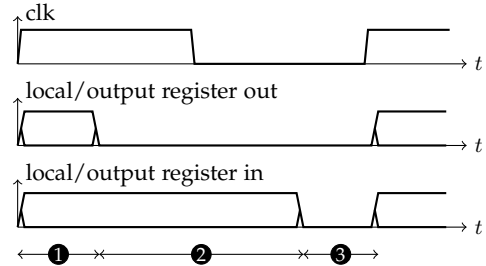 clk
t
local/output register out
t
local/output register in
t
1 2 3